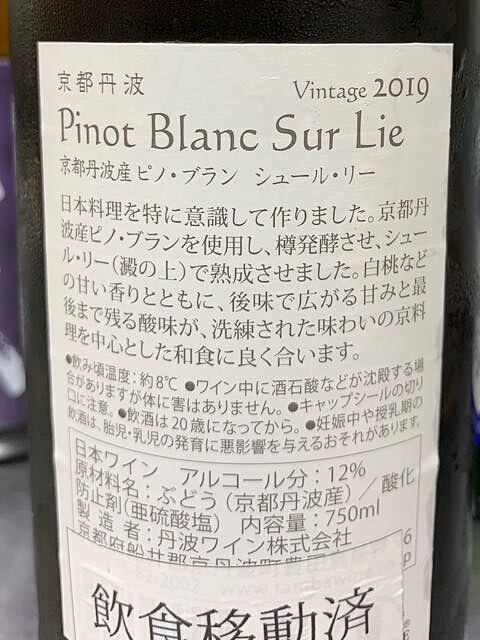 京都丹波
Vintage 2019
Pinot Blanc Sur Lie
京都丹波産ピノ・ブラン シュール・リー
日本料理を特に意識して作りました。京都丹
波産ピノ・ブランを使用し、樽発酵させ、シュー
ル・リー(澱の上)で熟成させました。白桃など
の甘い香りとともに、後味で広がる甘みと最
後まで残る酸味が、洗練された味わいの京料
理を中心とした和食に良く合います。
●飲み頃温度:約8℃ ●ワイン中に酒石酸などが沈殿する場
合がありますが体に害はありません。●キャップシールの切り
口に注意。●飲酒は20歳になってから。●妊娠中や授乳期の
飲酒は、胎児・乳児の発育に悪影響を与えるおそれがあります。
日本ワイン アルコール分:12%
原材料名:ぶどう(京都丹波産)/酸化
防止剤(亜硫酸塩) 内容量:750ml
製造者:丹波ワイン株式会社
京都府船井郡京丹波町豊田
82-2002
飲食移動済